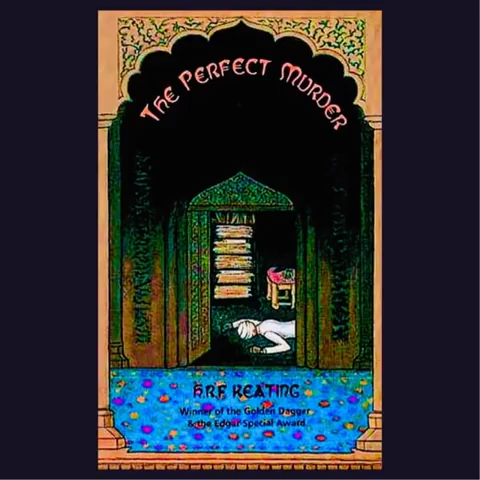 THE PERFECT MURDER
H.R.F KEATING
Winner of the Golden Dagger
& the Edgar Special Award